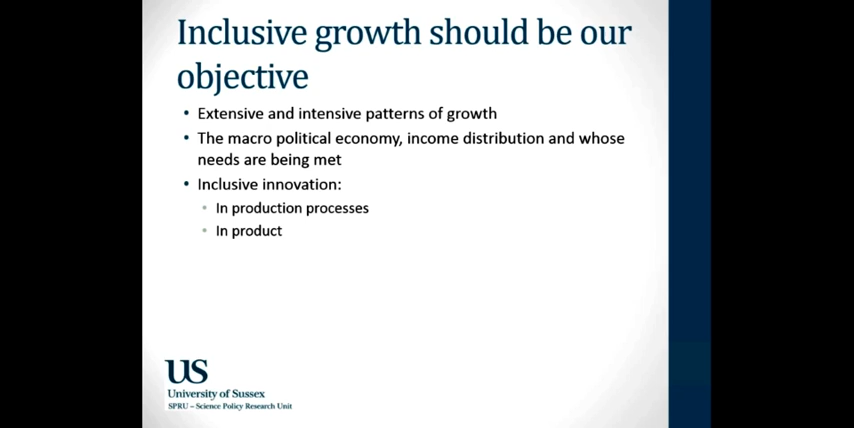 Inclusive growth should be our
objective
• Extensive and intensive patterns of growth
• The macro political economy, income distribution and whose
needs are being met
• Inclusive innovation:
• In production processes
• In product
US
University of Sussex
SPRU – Science Policy Research Unit